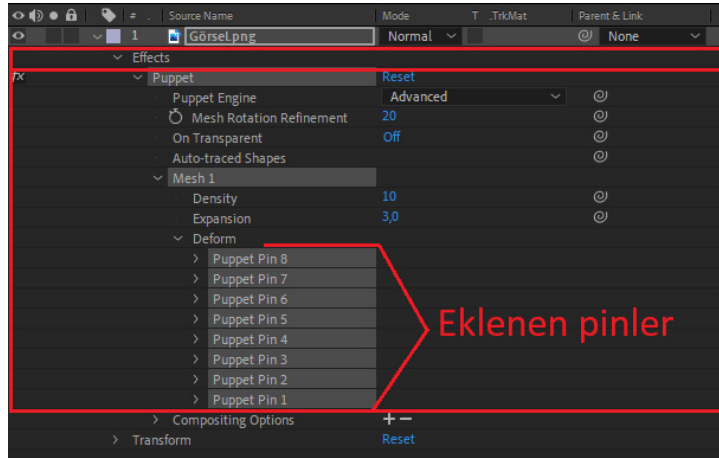 # . Source Name Mode T .TrkMat Parent & Link
1 Görsel.png Normal None
Effects
fx Puppet Reset
Puppet Engine Advanced
Mesh Rotation Refinement 20
On Transparent Off
Auto-traced Shapes
Mesh 1
Density 10
Expansion 3,0
Deform
Puppet Pin 8
Puppet Pin 7
Puppet Pin 6
Puppet Pin 5
Eklenen pinler
Puppet Pin 4
Puppet Pin 3
Puppet Pin 2
Puppet Pin 1
Compositing Options + −
Transform Reset